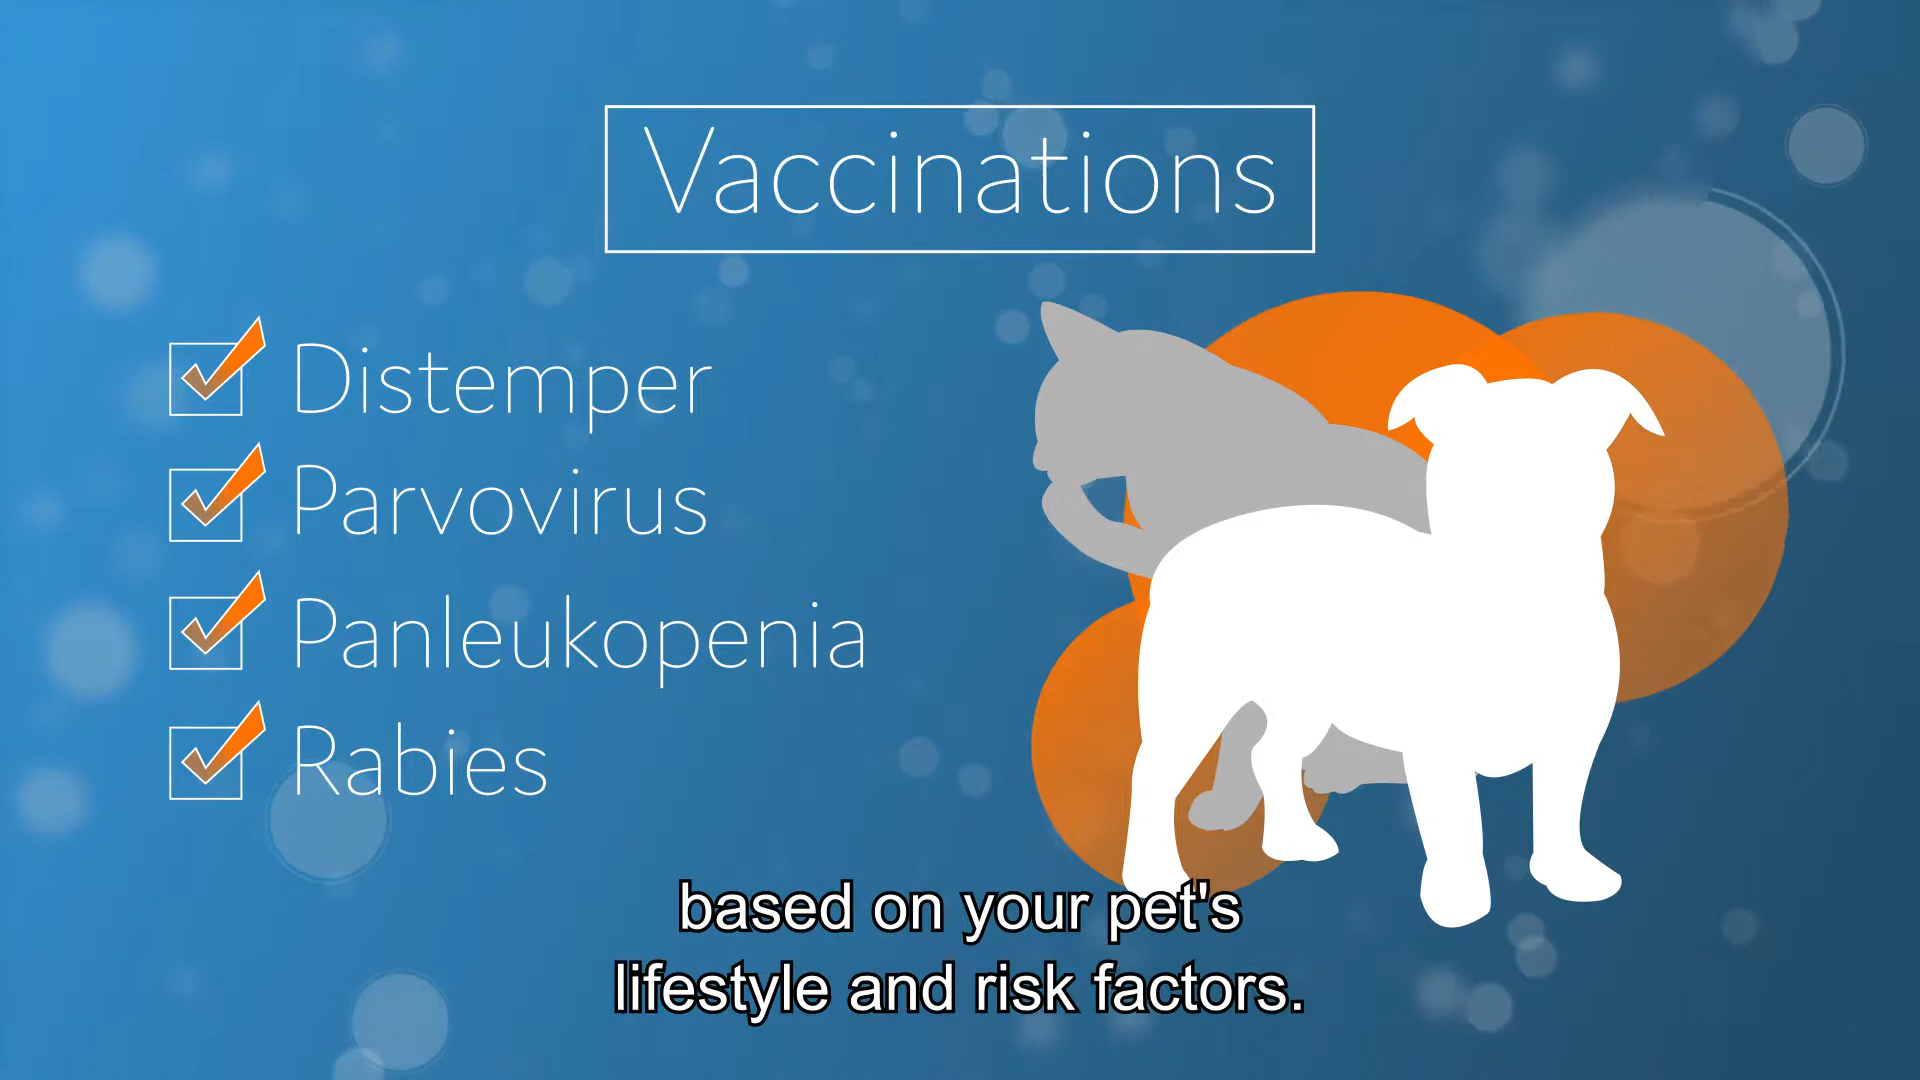 Vaccinations
Distemper
Parvovirus
Panleukopenia
Rabies
based on your pet's
lifestyle and risk factors.